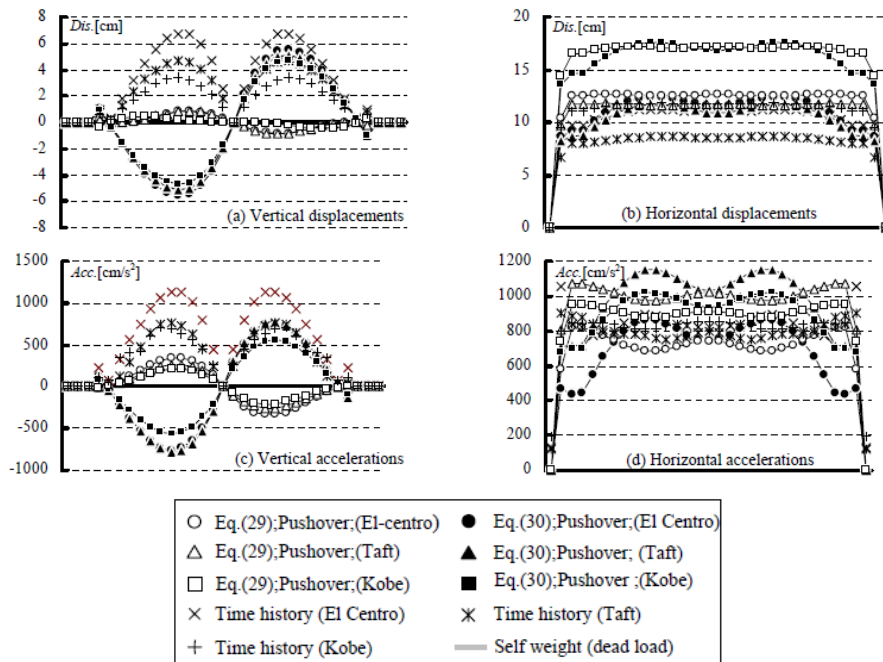 Dis.[cm]
8
6
4
2
0
-2
-4
-6
-8
(a) Vertical displacements
Dis.[cm]
20
15
10
5
0
(b) Horizontal displacements
Acc.[cm/s²]
1500
1000
500
0
-500
-1000
(c) Vertical accelerations
Acc.[cm/s²]
1200
1000
800
600
400
200
0
(d) Horizontal accelerations
Eq.(29);Pushover;(El-centro)
Eq.(30);Pushover;(El Centro)
Eq.(29);Pushover;(Taft)
Eq.(30);Pushover; (Taft)
Eq.(29);Pushover;(Kobe)
Eq.(30);Pushover ;(Kobe)
Time history (El Centro)
Time history (Taft)
Time history (Kobe)
Self weight (dead load)